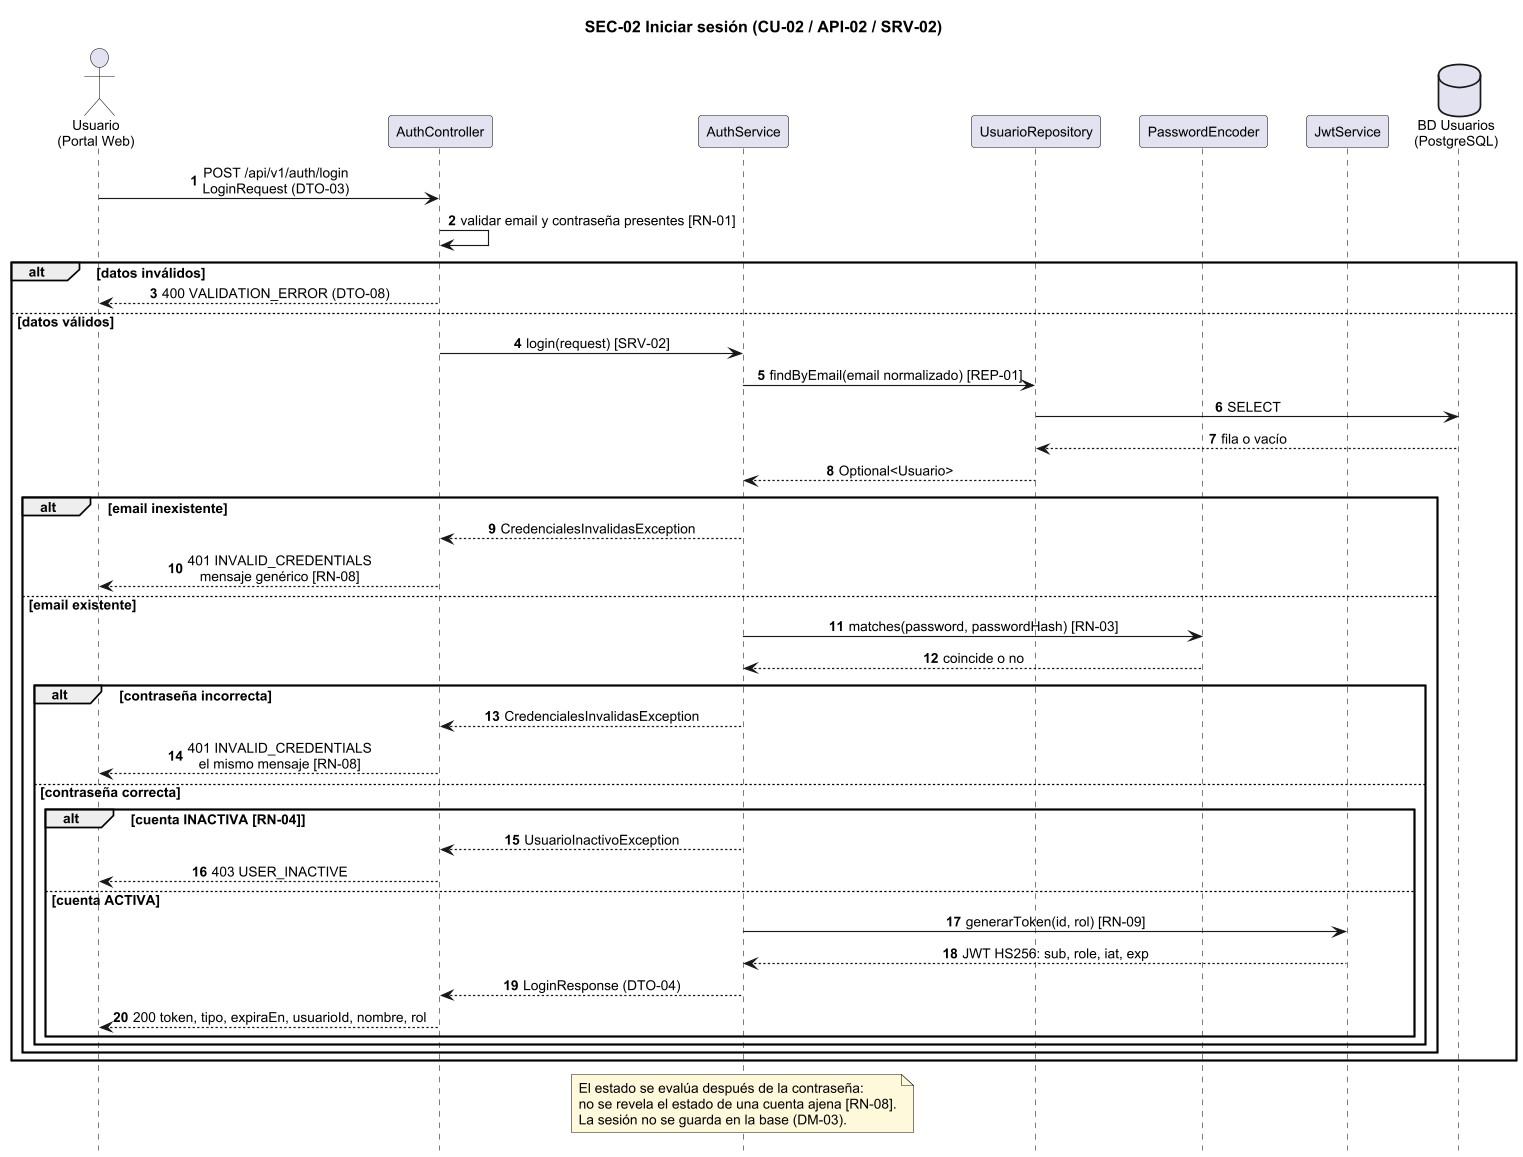 SEC-02 Iniciar sesión (CU-02 / API-02 / SRV-02)
Usuario
(Portal Web)
AuthController
AuthService
UsuarioRepository
PasswordEncoder
JwtService
BD Usuarios
(PostgreSQL)
1 POST /api/v1/auth/login
LoginRequest (DTO-03)
2 validar email y contraseña presentes [RN-01]
alt [datos inválidos]
3 400 VALIDATION_ERROR (DTO-08)
[datos válidos]
4 login(request) [SRV-02]
5 findByEmail(email normalizado) [REP-01]
6 SELECT
7 fila o vacío
8 Optional<Usuario>
alt [email inexistente]
9 CredencialesInvalidasException
10 401 INVALID_CREDENTIALS
mensaje genérico [RN-08]
[email existente]
11 matches(password, passwordHash) [RN-03]
12 coincide o no
alt [contraseña incorrecta]
13 CredencialesInvalidasException
14 401 INVALID_CREDENTIALS
el mismo mensaje [RN-08]
[contraseña correcta]
alt [cuenta INACTIVA [RN-04]]
15 UsuarioInactivoException
16 403 USER_INACTIVE
[cuenta ACTIVA]
17 generarToken(id, rol) [RN-09]
18 JWT HS256: sub, role, iat, exp
19 LoginResponse (DTO-04)
20 200 token, tipo, expiraEn, usuarioId, nombre, rol
El estado se evalúa después de la contraseña:
no se revela el estado de una cuenta ajena [RN-08].
La sesión no se guarda en la base (DM-03).